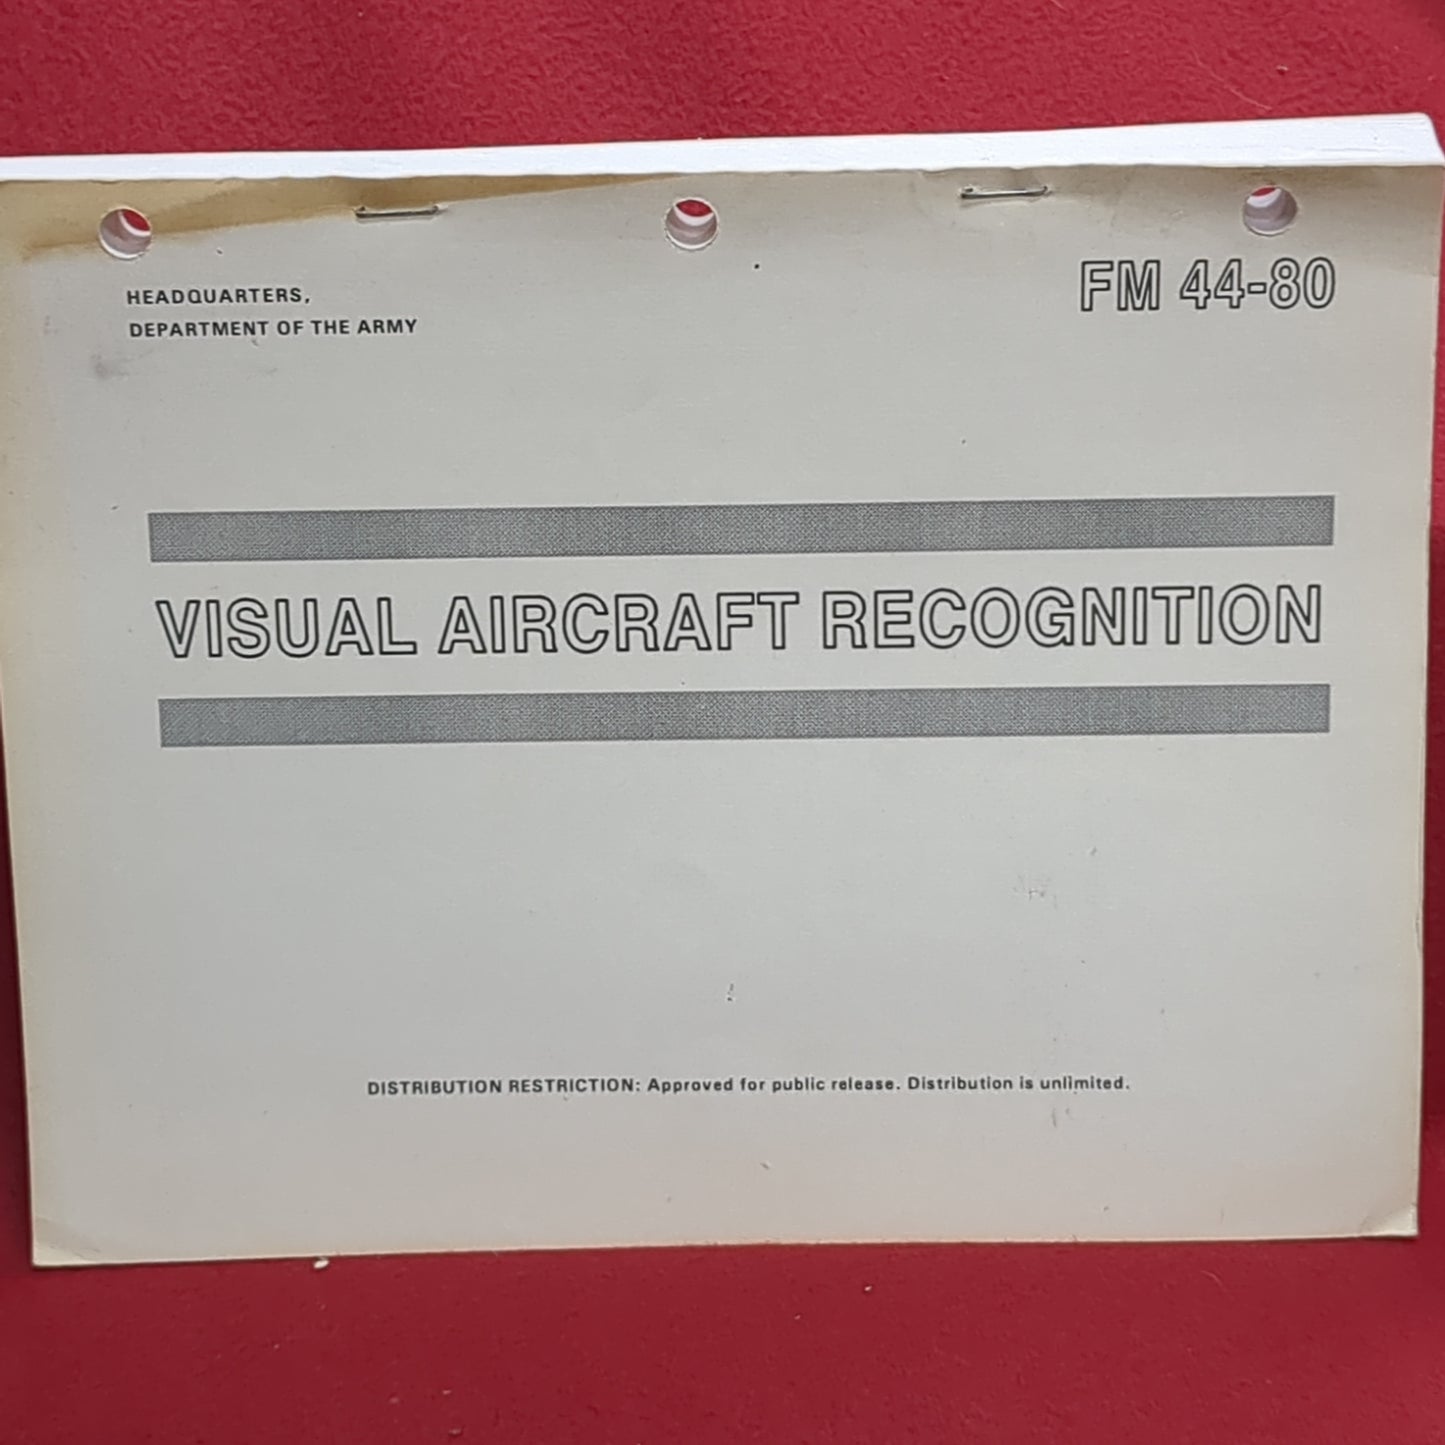 HEADQUARTERS,
DEPARTMENT OF THE ARMY
FM 44-80
VISUAL AIRCRAFT RECOGNITION
DISTRIBUTION RESTRICTION: Approved for public release. Distribution is unlimited.